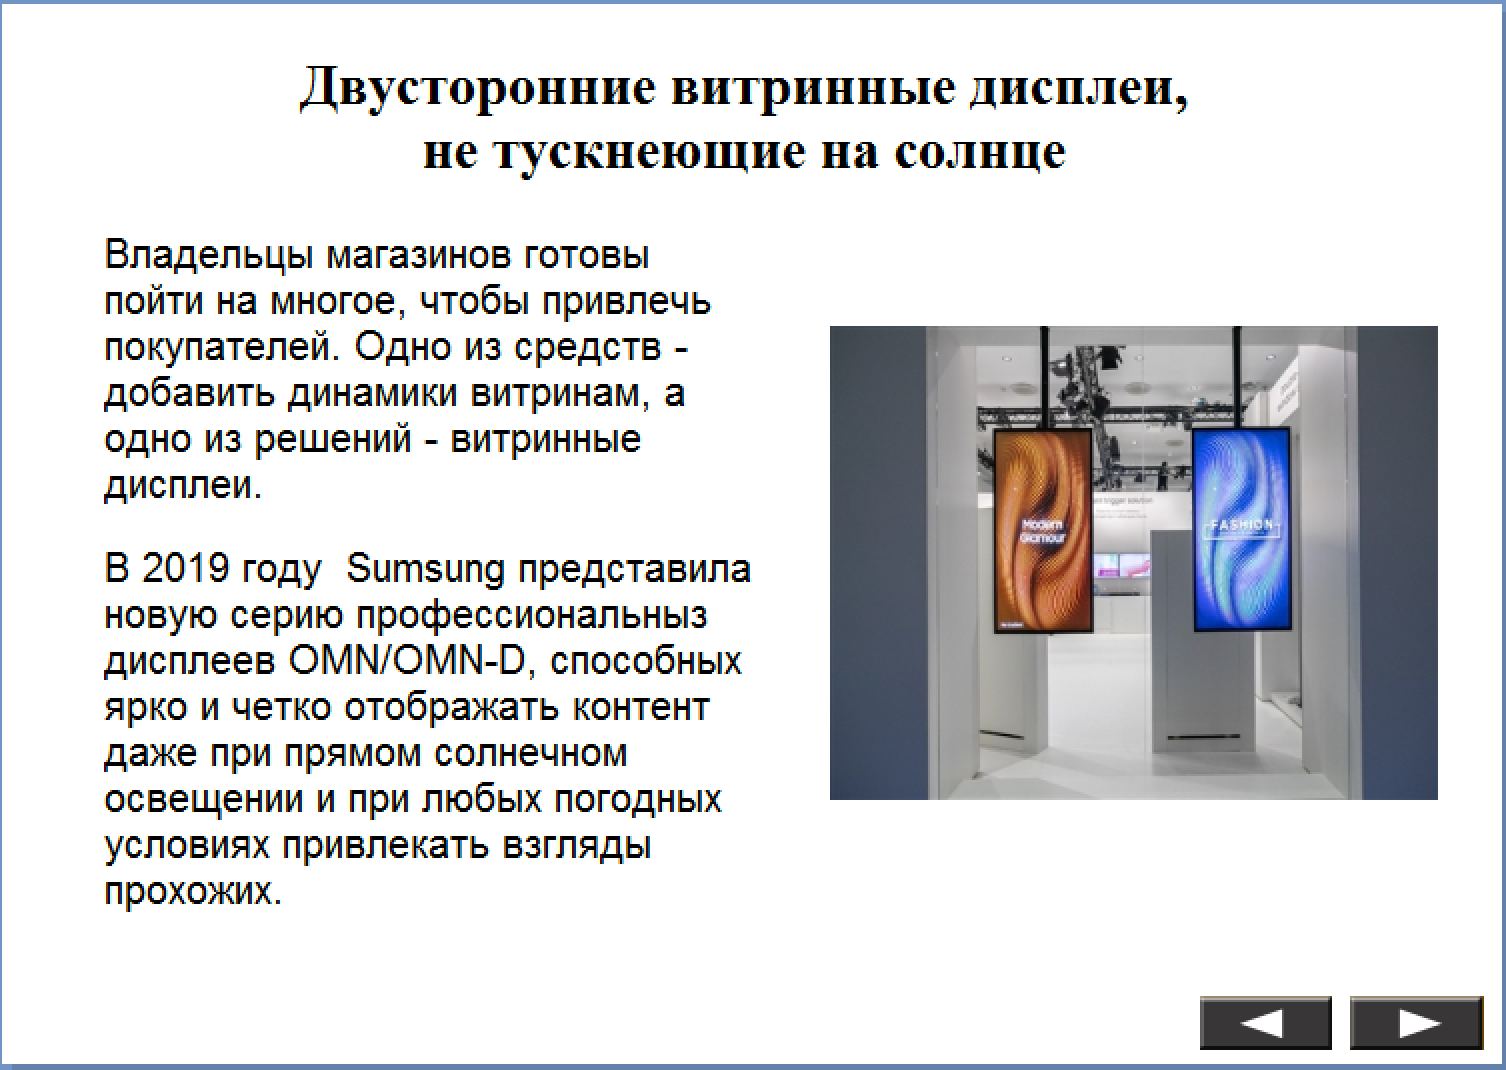 Двусторонние витринные дисплеи,
не тускнеющие на солнце
Владельцы магазинов готовы
пойти на многое, чтобы привлечь
покупателей. Одно из средств -
добавить динамики витринам, а
одно из решений - витринные
дисплеи.
В 2019 году  Sumsung представила
новую серию профессиональныз
дисплеев OMN/OMN-D, способных
ярко и четко отображать контент
даже при прямом солнечном
освещении и при любых погодных
условиях привлекать взгляды
прохожих.
Modern
Glamour
FASHION
trigger solution